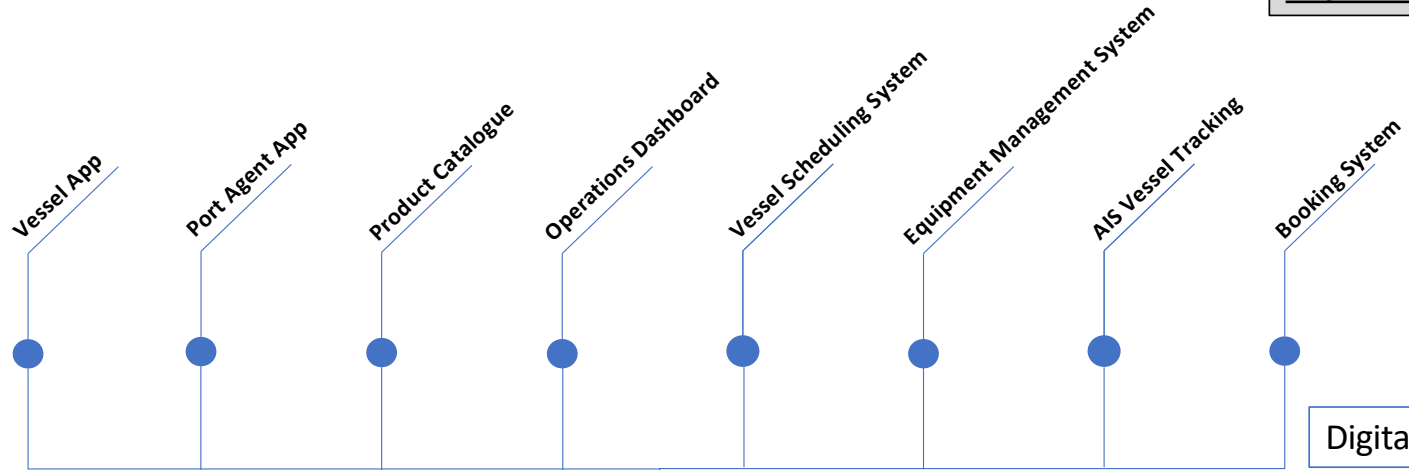 Vessel App
Port Agent App
Product Catalogue
Operations Dashboard
Vessel Scheduling System
Equipment Management System
AIS Vessel Tracking
Booking System
Digita